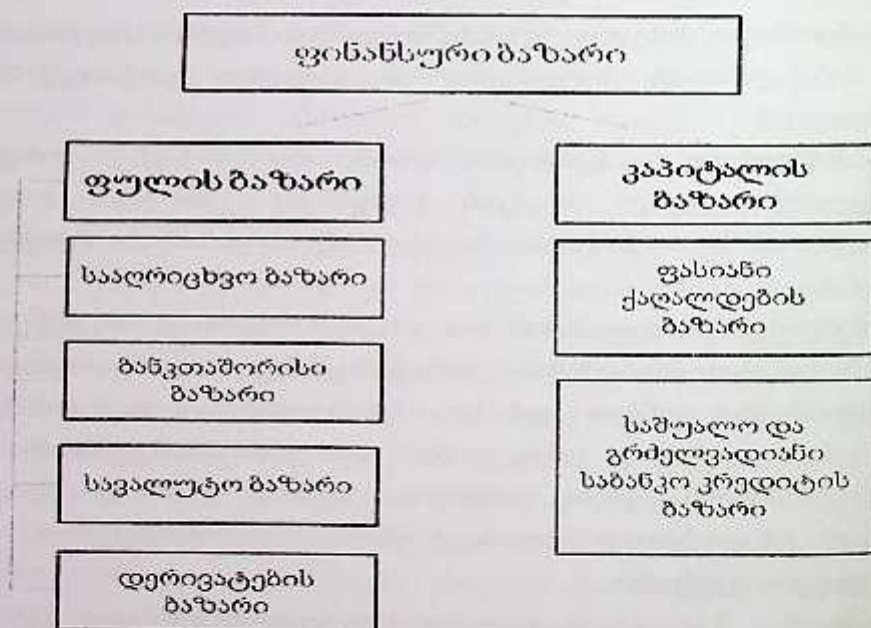 ფინანსური ბაზარი
ფულის ბაზარი
სააღრიცხვო ბაზარი
ბანკთაშორისი
ბაზარი
სავალუტო ბაზარი
დერივატების
ბაზარი
კაპიტალის
ბაზარი
ფასიანი
ქაღალდების
ბაზარი
საშუალო და
გრძელვადიანი
საბანკო კრედიტის
ბაზარი